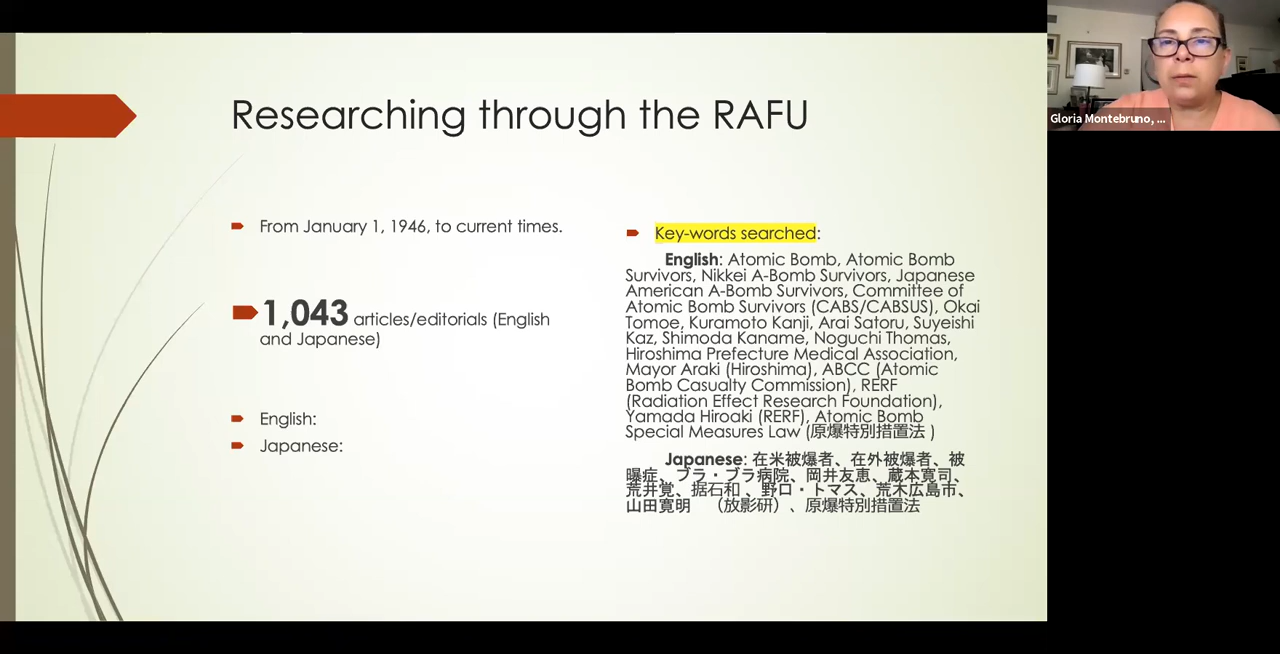 Researching through the RAFU
From January 1, 1946, to current times.
1,043 articles/editorials (English
and Japanese)
English:
Japanese:
Key-words searched:
English: Atomic Bomb, Atomic Bomb
Survivors, Nikkei A-Bomb Survivors, Japanese
American A-Bomb Survivors, Committee of
Atomic Bomb Survivors (CABS/CABSUS), Okai
Tomoe, Kuramoto Kanji, Arai Satoru, Suyeishi
Kaz, Shimoda Kaname, Noguchi Thomas,
Hiroshima Prefecture Medical Association,
Mayor Araki (Hiroshima), ABCC (Atomic
Bomb Casualty Commission), RERF
(Radiation Effect Research Foundation),
Yamada Hiroaki (RERF), Atomic Bomb
Special Measures Law (原爆特別措置法 )
Japanese: 在米被爆者、在外被爆者、被
曝症、ブラ・ブラ病院、岡井友恵、蔵本寛司、
荒井覚、据石和 、野口・トマス、荒木広島市、
山田寛明 （放影研）、原爆特別措置法
Gloria Montebruno, ...